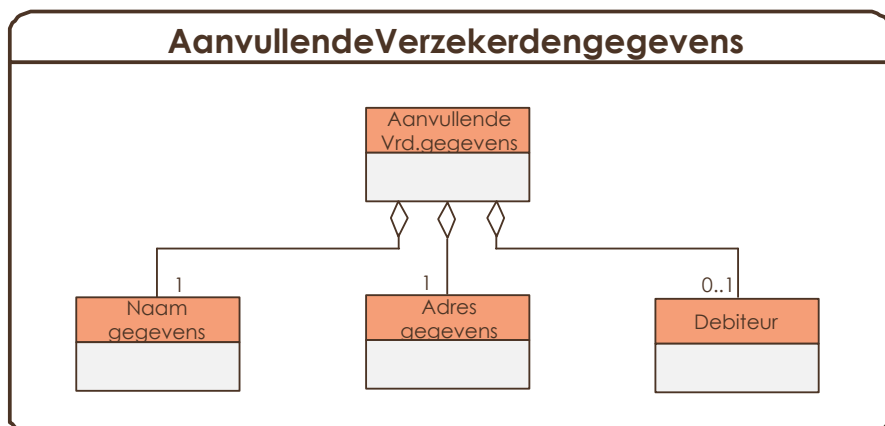 AanvullendeVerzekerdengegevens
Aanvullende
Vrd.gegevens
1
1
0..1
Naam
gegevens
Adres
gegevens
Debiteur